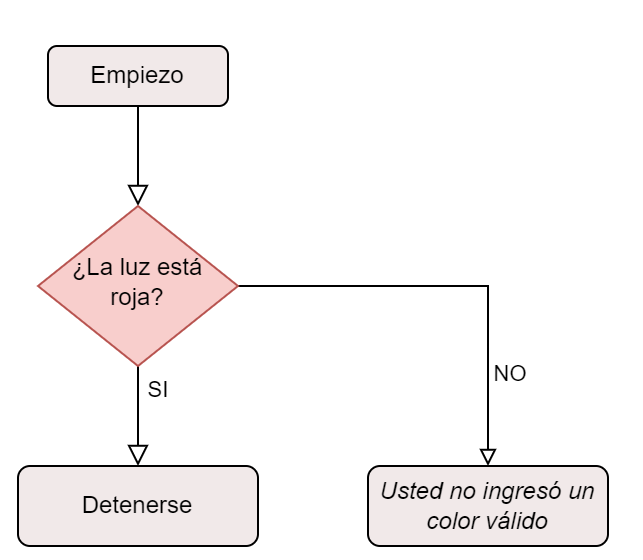 Empiezo
¿La luz está
roja?
SI
NO
Detenerse
Usted no ingresó un
color válido